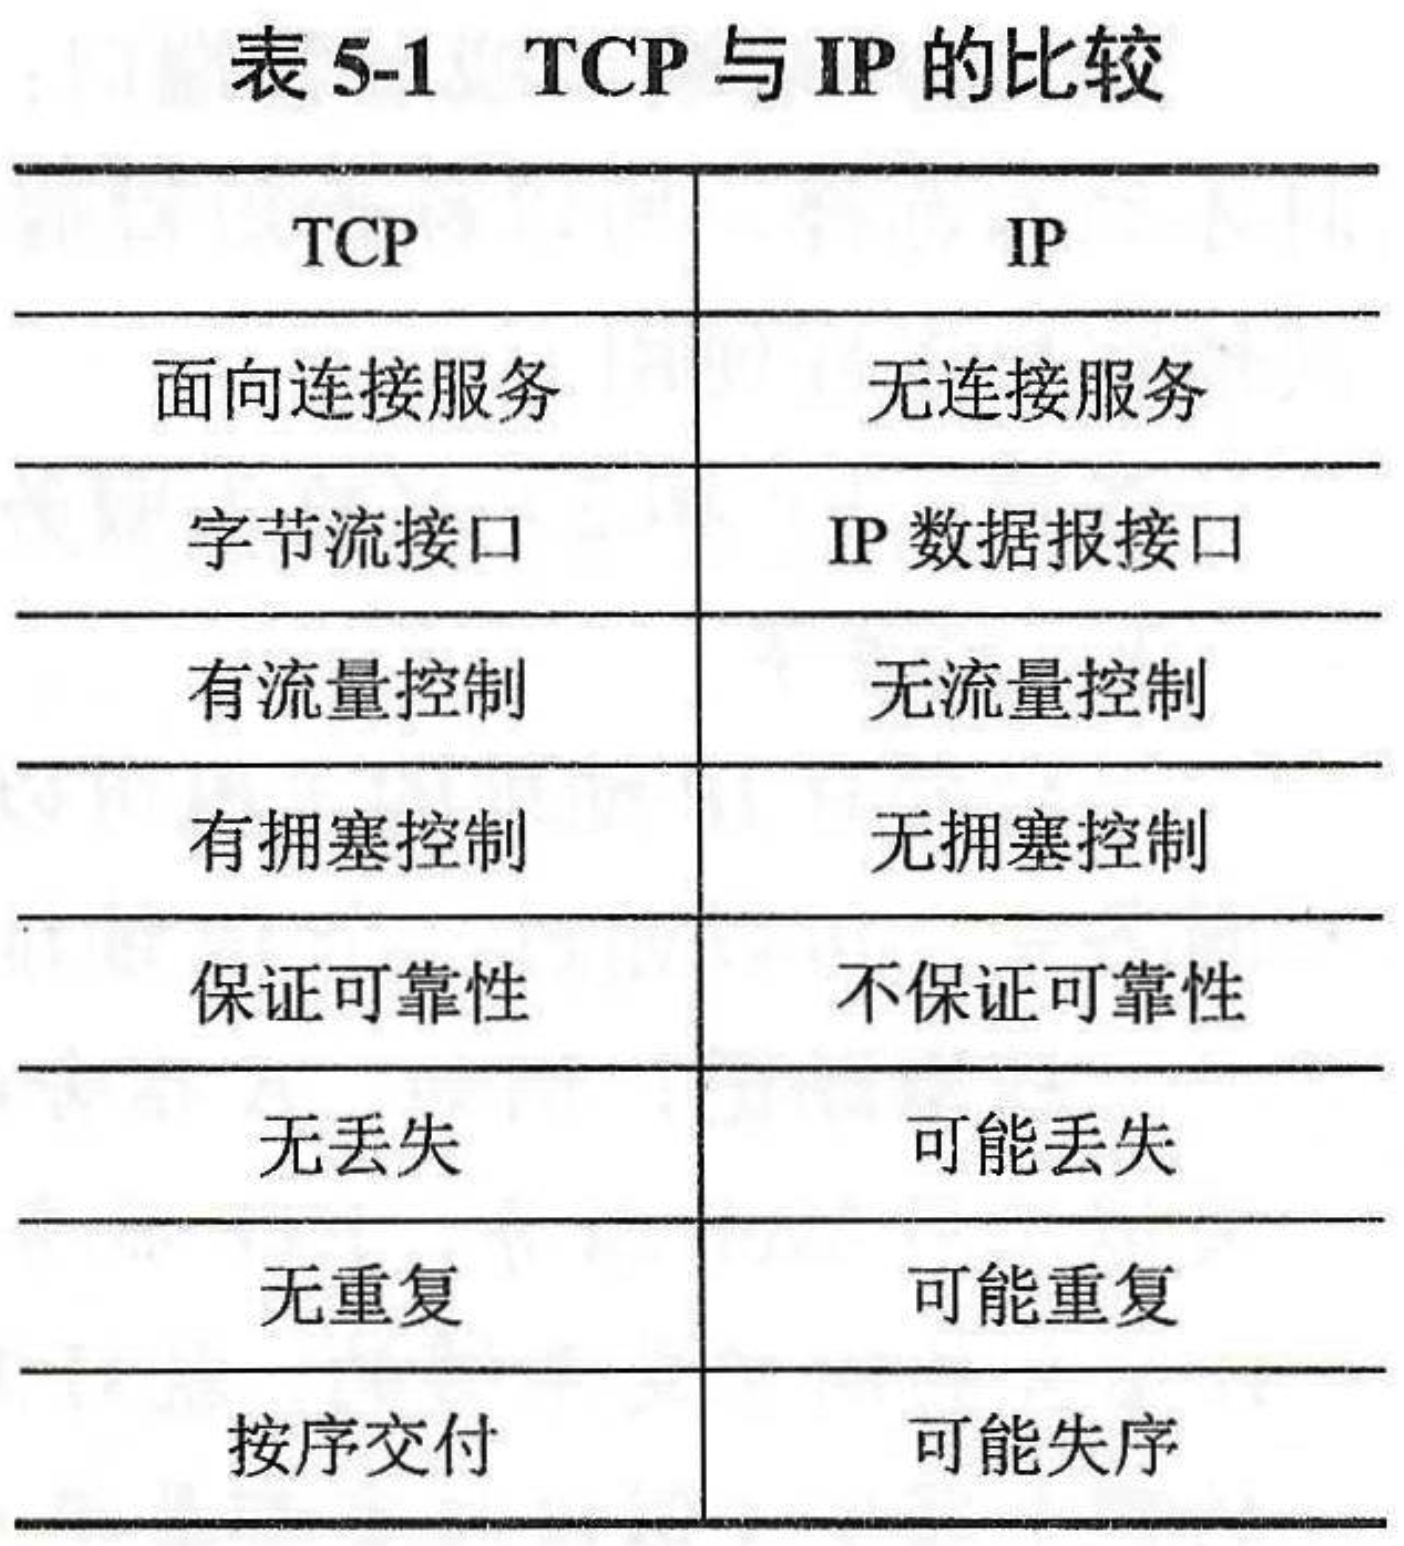 表 5-1 TCP 与 IP 的比较
TCP IP
面向连接服务 无连接服务
字节流接口 IP 数据报接口
有流量控制 无流量控制
有拥塞控制 无拥塞控制
保证可靠性 不保证可靠性
无丢失 可能丢失
无重复 可能重复
按序交付 可能失序